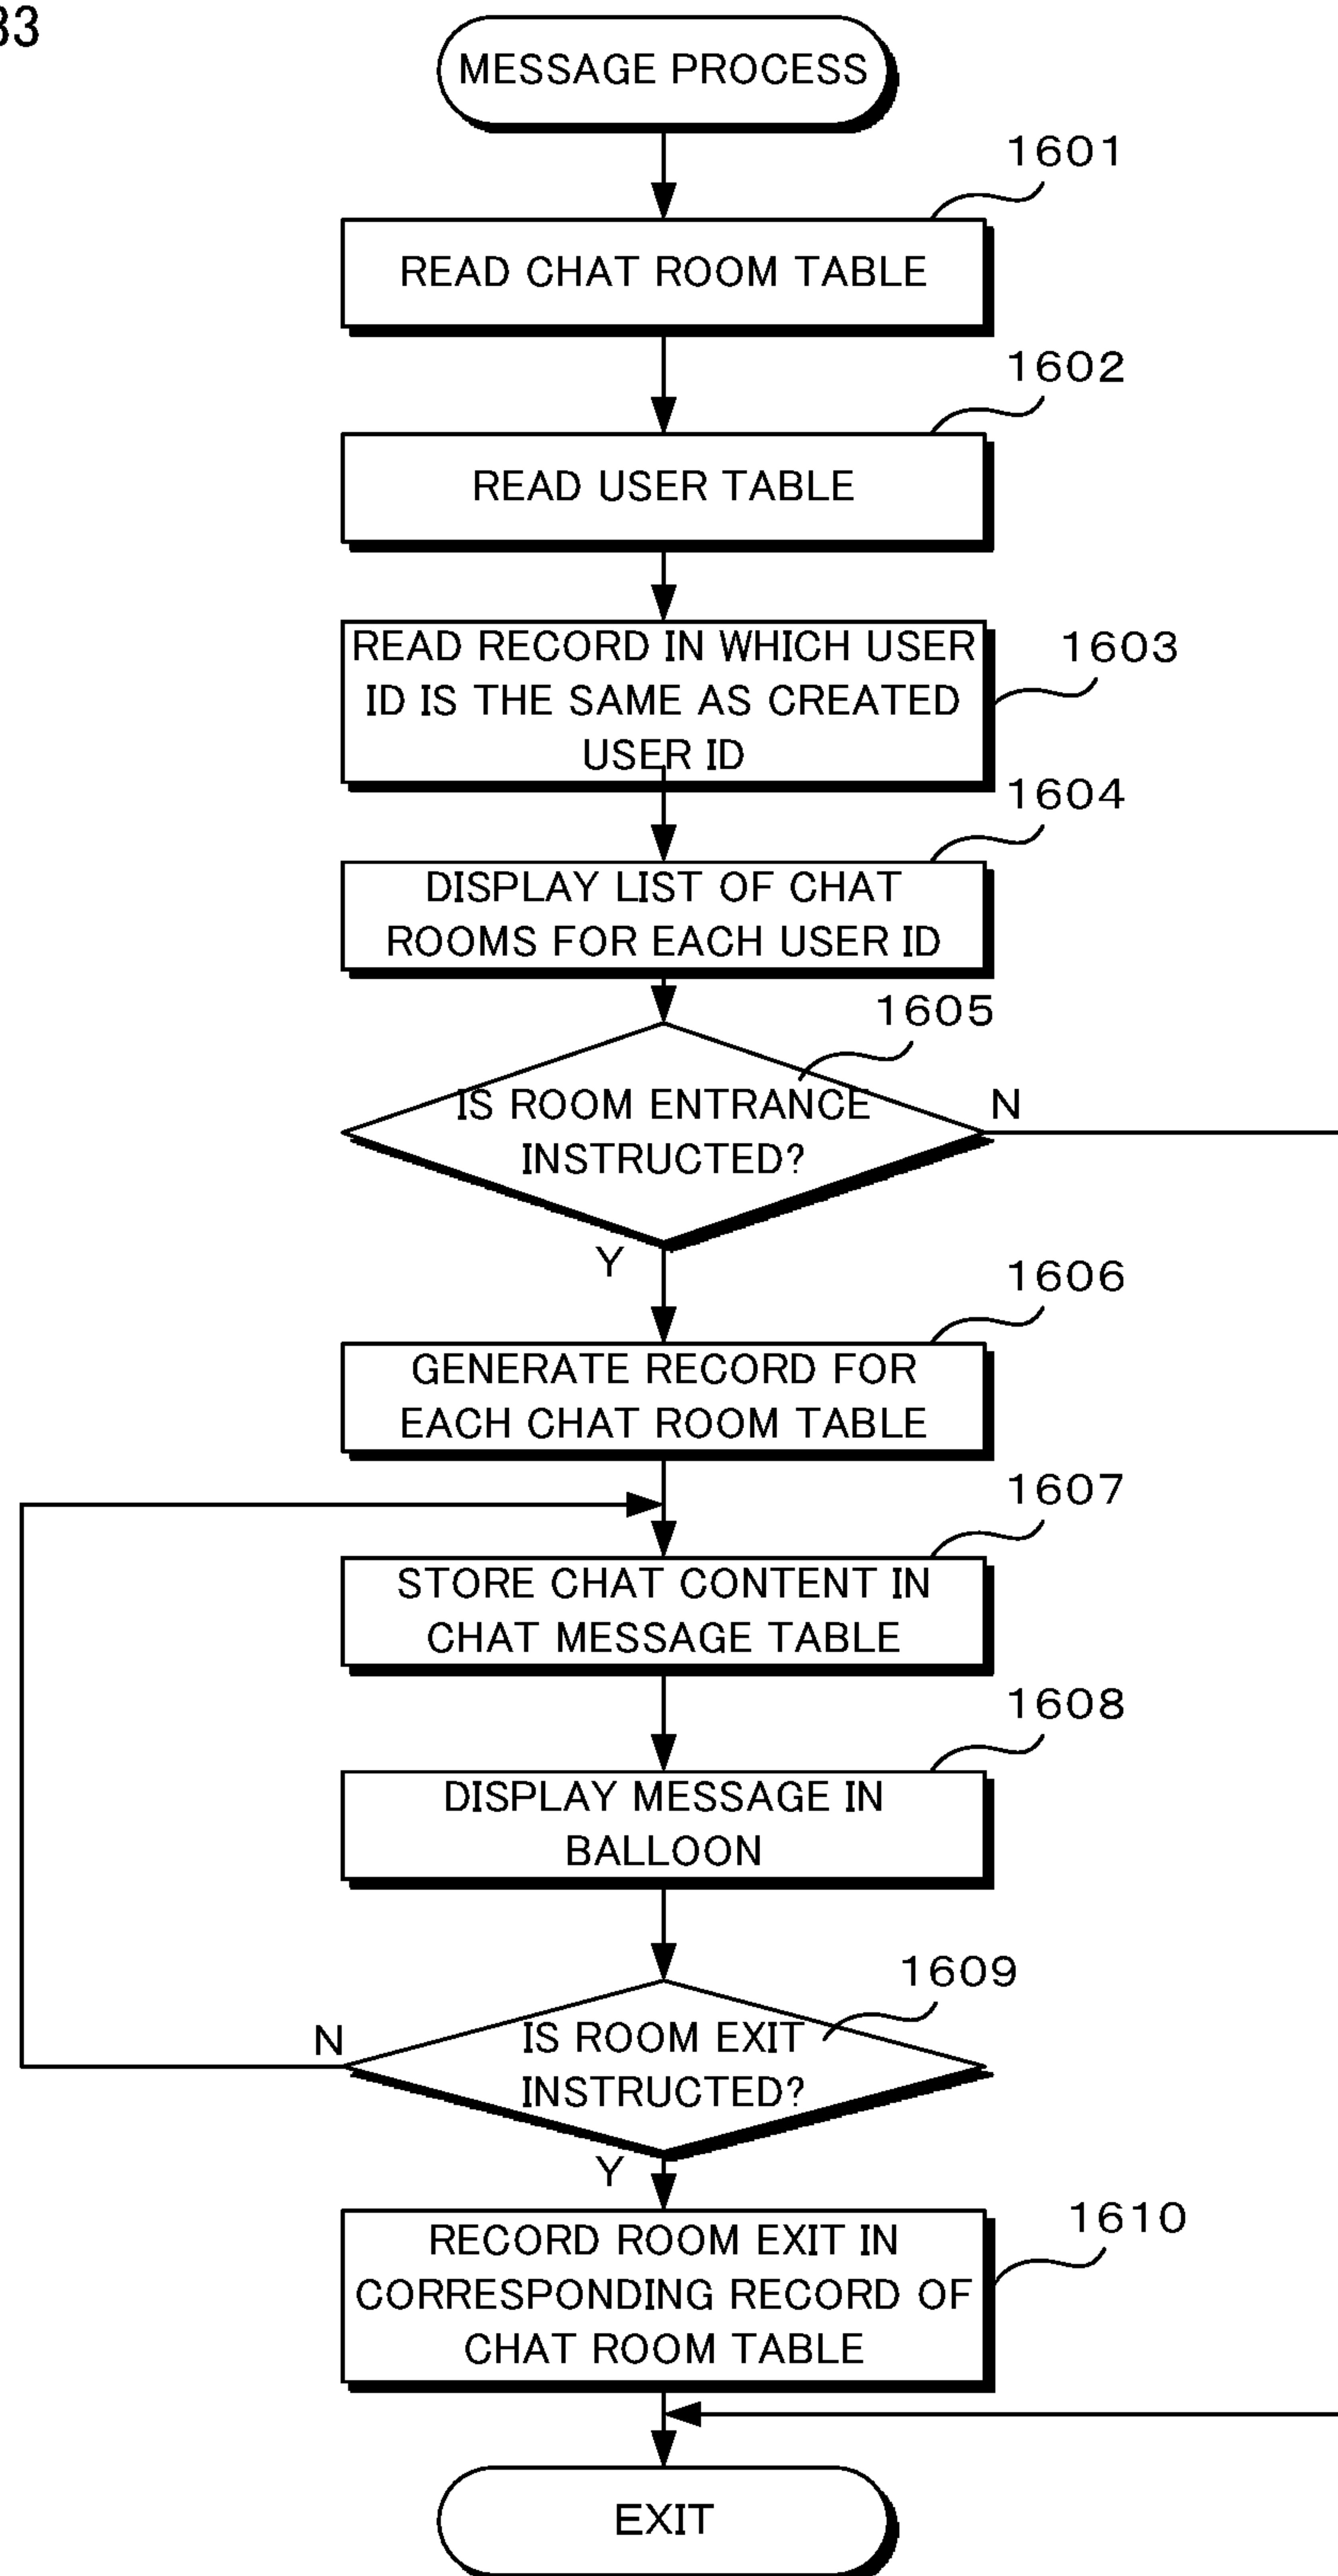 33
MESSAGE PROCESS
1601
READ CHAT ROOM TABLE
1602
READ USER TABLE
READ RECORD IN WHICH USER
ID IS THE SAME AS CREATED
USER ID
1603
1604
DISPLAY LIST OF CHAT
ROOMS FOR EACH USER ID
1605
IS ROOM ENTRANCE
INSTRUCTED?
N
Y
1606
GENERATE RECORD FOR
EACH CHAT ROOM TABLE
1607
STORE CHAT CONTENT IN
CHAT MESSAGE TABLE
1608
DISPLAY MESSAGE IN
BALLOON
1609
IS ROOM EXIT
INSTRUCTED?
N
Y
1610
RECORD ROOM EXIT IN
CORRESPONDING RECORD OF
CHAT ROOM TABLE
EXIT